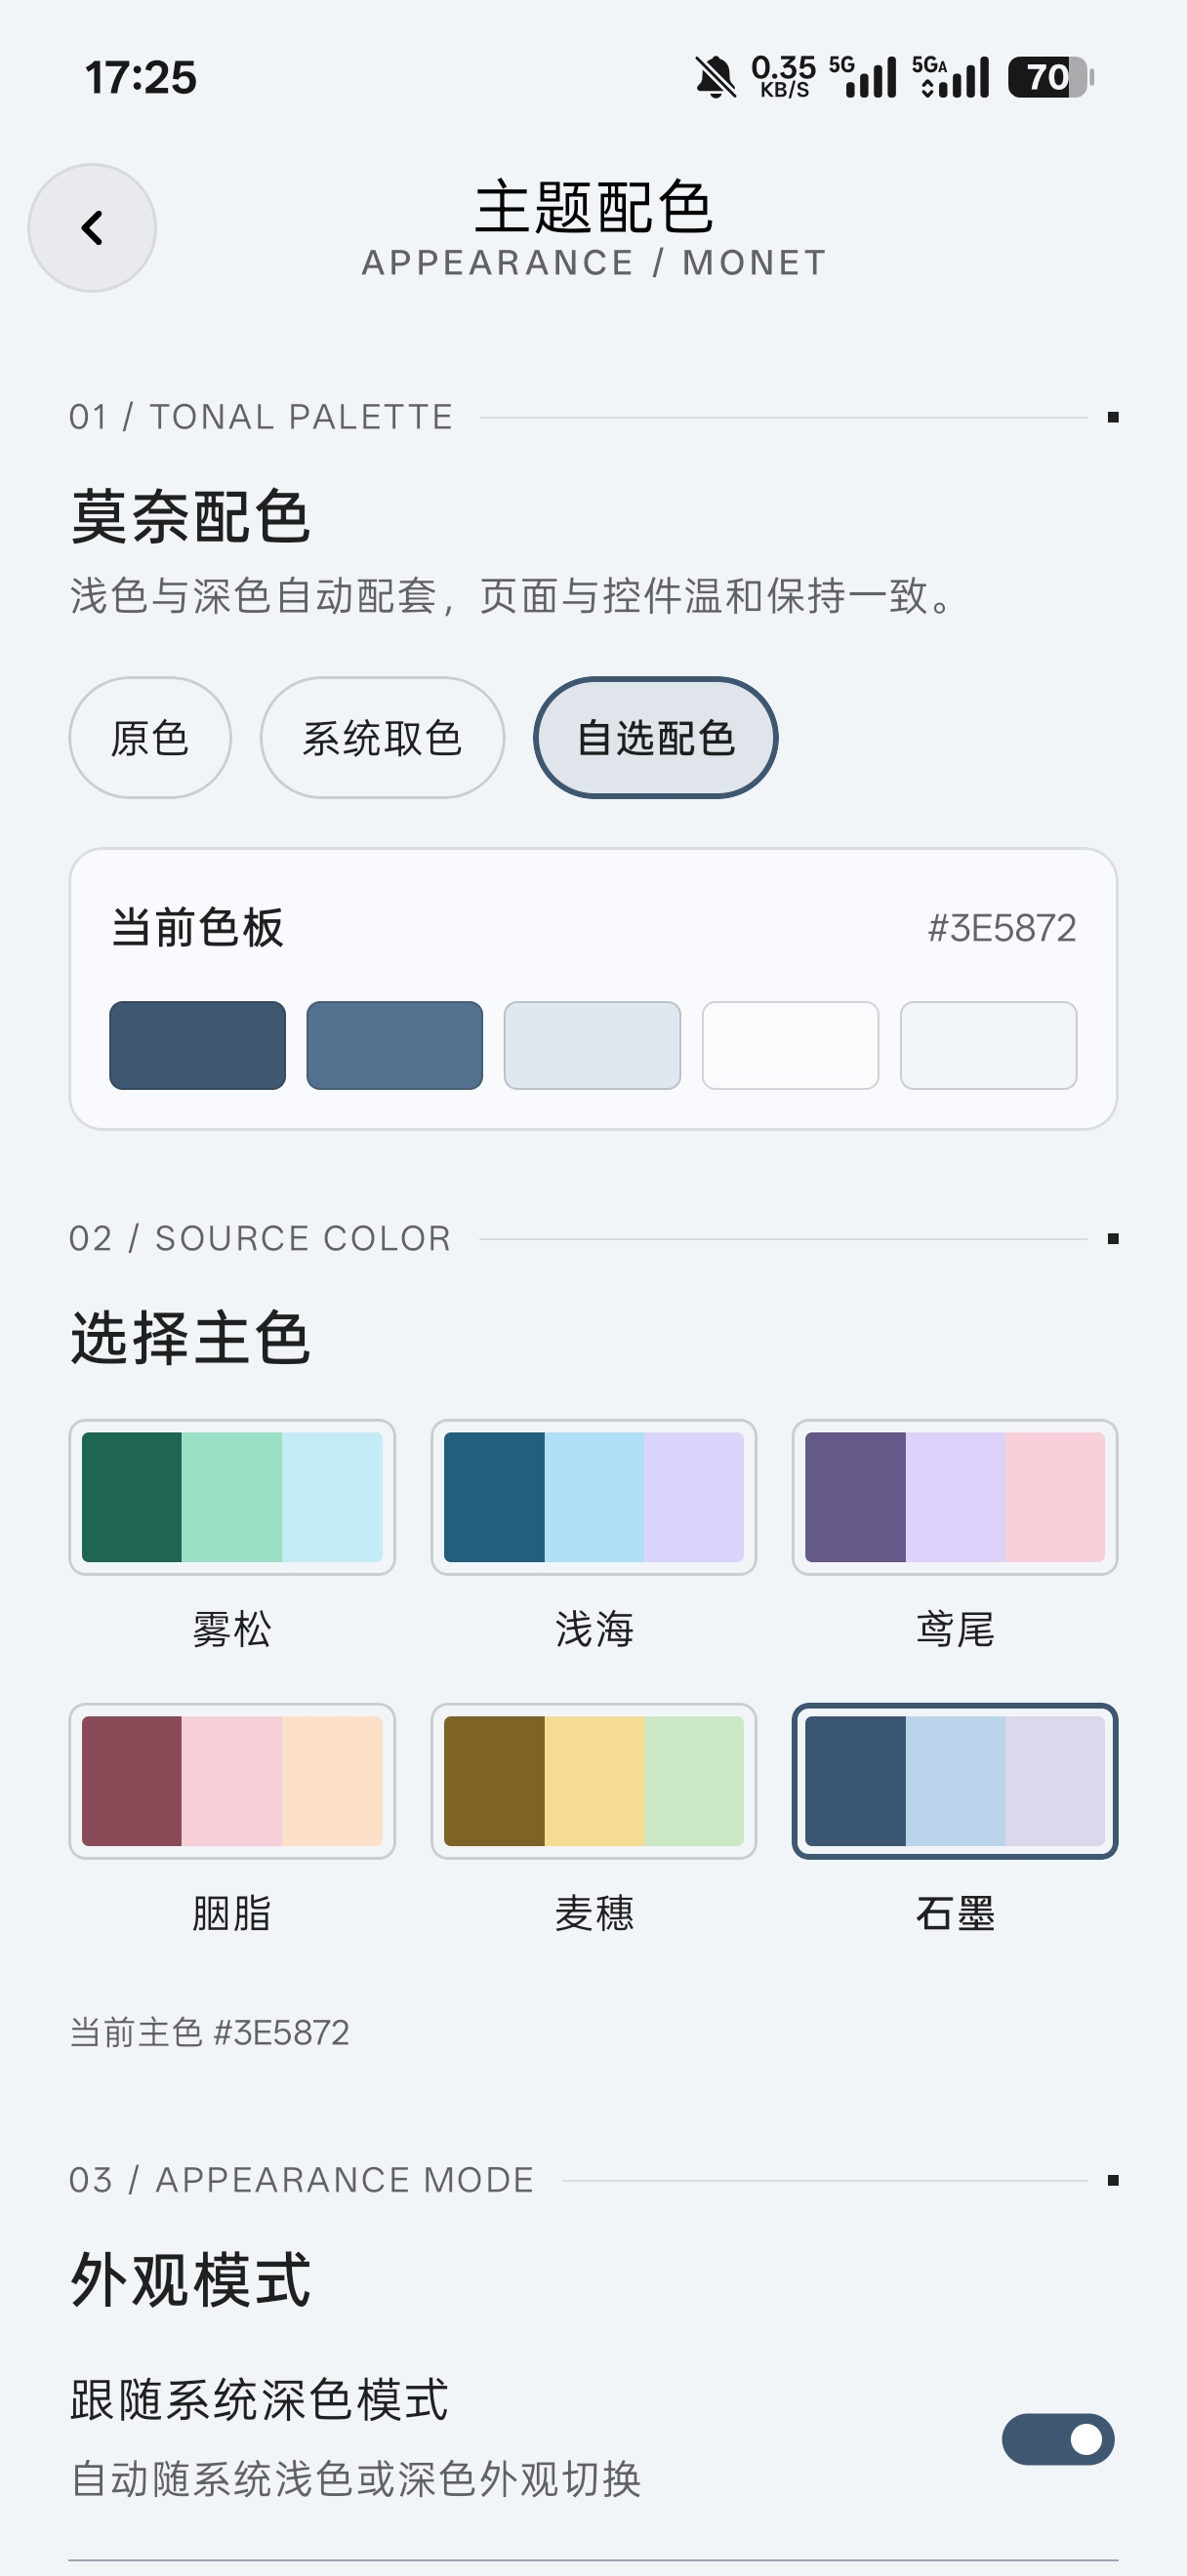 17:25
0.35 KB/S 5G 5GA 70
主题配色
APPEARANCE / MONET
01 / TONAL PALETTE
莫奈配色
浅色与深色自动配套，页面与控件温和保持一致。
原色 系统取色 自选配色
当前色板 #3E5872
02 / SOURCE COLOR
选择主色
雾松 浅海 鸢尾
胭脂 麦穗 石墨
当前主色 #3E5872
03 / APPEARANCE MODE
外观模式
跟随系统深色模式
自动随系统浅色或深色外观切换